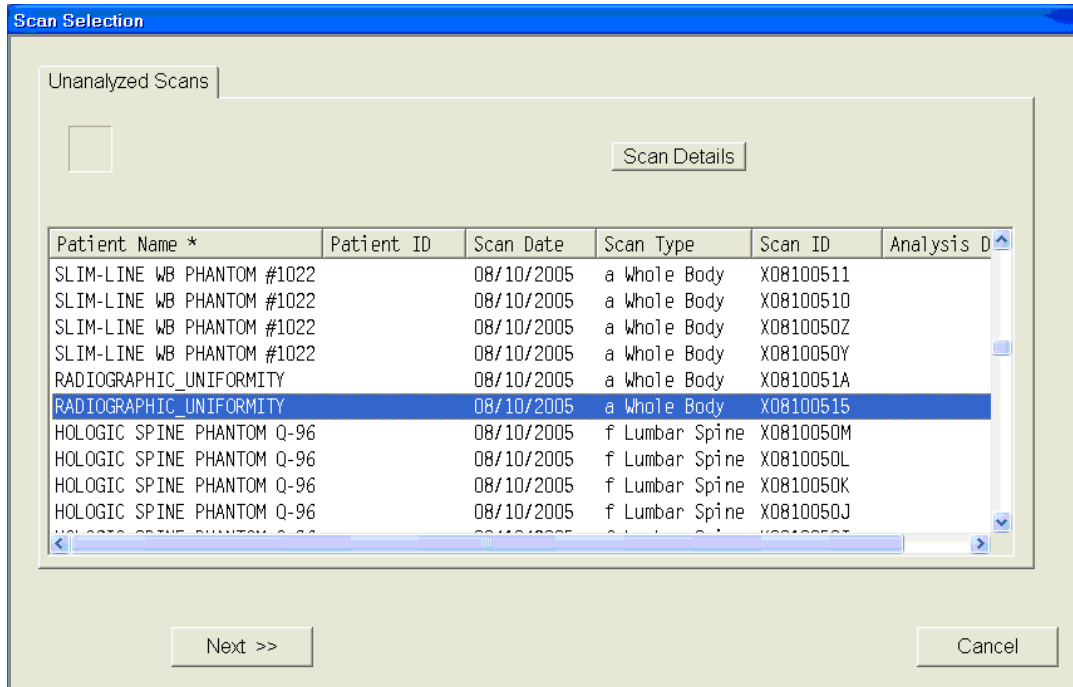 Scan Selection
Unanalyzed Scans
Scan Details
Patient Name * Patient ID Scan Date Scan Type Scan ID Analysis D
SLIM-LINE WB PHANTOM #1022 08/10/2005 a Whole Body X08100511
SLIM-LINE WB PHANTOM #1022 08/10/2005 a Whole Body X08100510
SLIM-LINE WB PHANTOM #1022 08/10/2005 a Whole Body X0810050Z
SLIM-LINE WB PHANTOM #1022 08/10/2005 a Whole Body X0810050Y
RADIOGRAPHIC_UNIFORMITY 08/10/2005 a Whole Body X0810051A
RADIOGRAPHIC_UNIFORMITY 08/10/2005 a Whole Body X08100515
HOLOGIC SPINE PHANTOM Q-96 08/10/2005 f Lumbar Spine X0810050M
HOLOGIC SPINE PHANTOM Q-96 08/10/2005 f Lumbar Spine X0810050L
HOLOGIC SPINE PHANTOM Q-96 08/10/2005 f Lumbar Spine X0810050K
HOLOGIC SPINE PHANTOM Q-96 08/10/2005 f Lumbar Spine X0810050J
Next >> Cancel